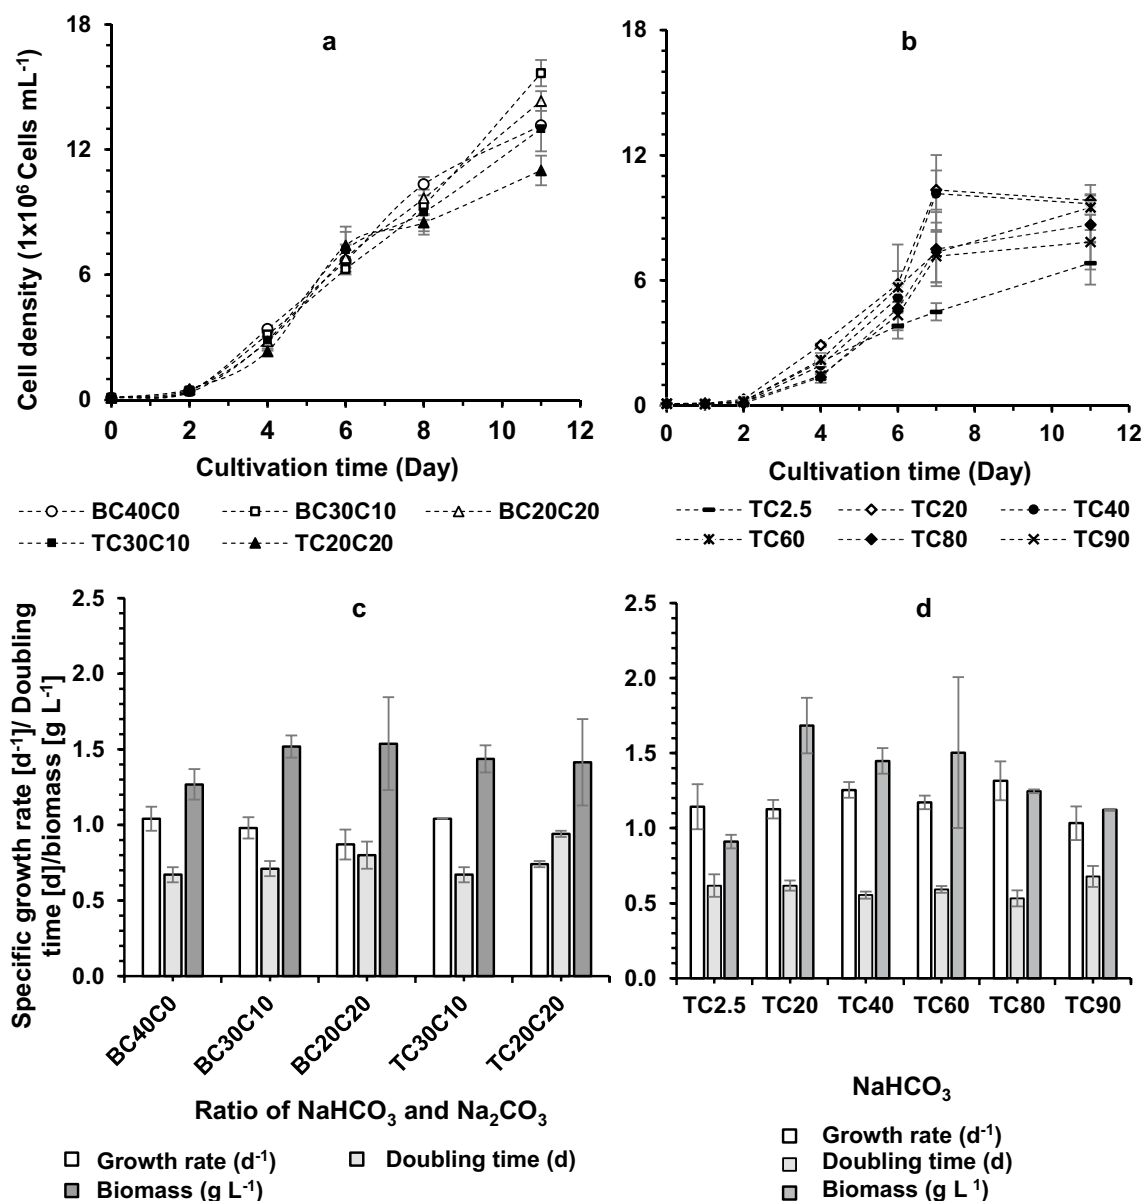 a
b
Cell density (1x10⁶ Cells mL⁻¹)
18
12
6
0
0 2 4 6 8 10 12
Cultivation time (Day)
18
12
6
0
0 2 4 6 8 10 12
Cultivation time (Day)
BC40C0 BC30C10 BC20C20
TC30C10 TC20C20
TC2.5 TC20 TC40
TC60 TC80 TC90
c
d
Specific growth rate [d⁻¹]/ Doubling
time [d]/biomass [g L⁻¹]
2.5
2.0
1.5
1.0
0.5
0.0
BC40C0 BC30C10 BC20C20 TC30C10 TC20C20
Ratio of NaHCO₃ and Na₂CO₃
Growth rate (d⁻¹) Doubling time (d)
Biomass (g L⁻¹)
2.5
2.0
1.5
1.0
0.5
0.0
TC2.5 TC20 TC40 TC60 TC80 TC90
NaHCO₃
Growth rate (d⁻¹)
Doubling time (d)
Biomass (g L ¹)